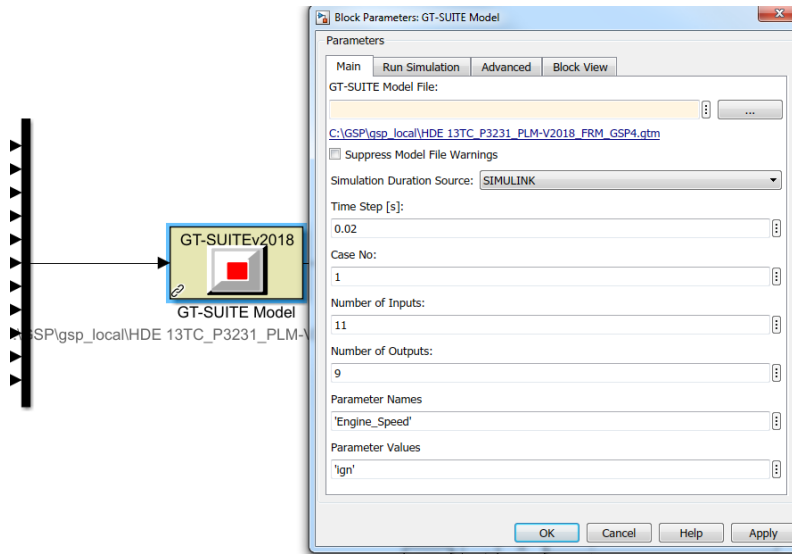 Block Parameters: GT-SUITE Model
Parameters
Main
Run Simulation
Advanced
Block View
GT-SUITE Model File:
...
C:\GSP\gsp_local\HDE 13TC_P3231_PLM-V2018_FRM_GSP4.gtm
Suppress Model File Warnings
Simulation Duration Source: SIMULINK
Time Step [s]:
0.02
Case No:
1
Number of Inputs:
11
Number of Outputs:
9
Parameter Names
'Engine_Speed'
Parameter Values
'ign'
OK
Cancel
Help
Apply
GT-SUITEv2018
GT-SUITE Model
SP\gsp_local\HDE 13TC_P3231_PLM-V